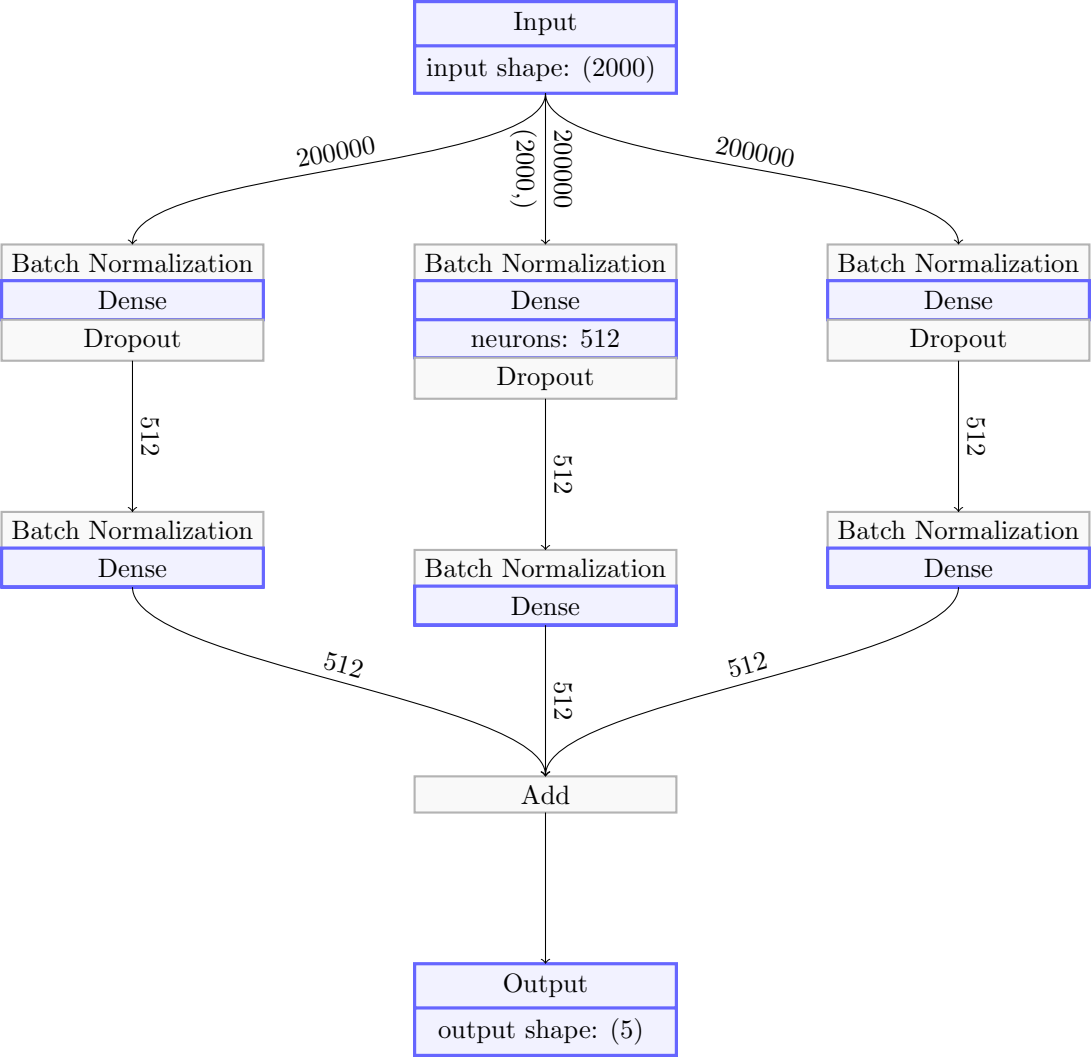 Input
input shape: (2000)
200000
200000
(2000,)
200000
Batch Normalization
Dense
Dropout
Batch Normalization
Dense
neurons: 512
Dropout
Batch Normalization
Dense
Dropout
512
512
512
Batch Normalization
Dense
Batch Normalization
Dense
Batch Normalization
Dense
512
512
512
Add
Output
output shape: (5)